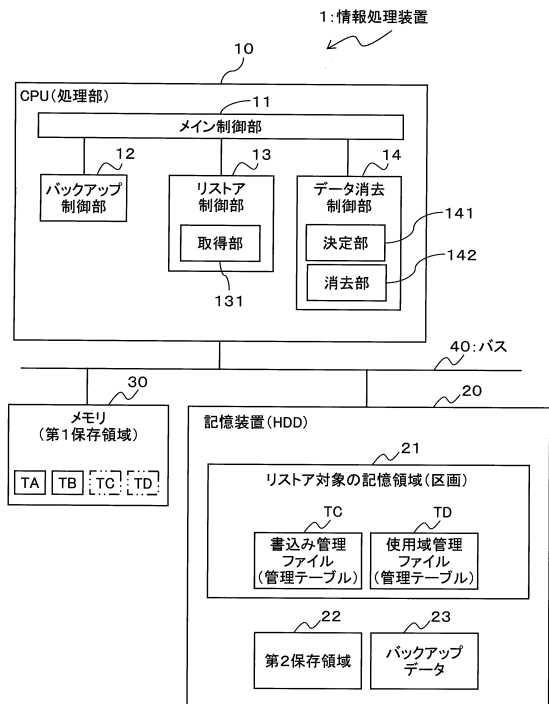 1:情報処理装置
10
CPU(処理部)
11
メイン制御部
12
13
14
バックアップ
制御部
リストア
制御部
取得部
131
データ消去
制御部
決定部
消去部
141
142
40:バス
30
メモリ
(第1保存領域)
TA
TB
TC
TD
20
記憶装置(HDD)
21
リストア対象の記憶領域(区画)
TC
書込み管理
ファイル
(管理テーブル)
TD
使用域管理
ファイル
(管理テーブル)
22
第2保存領域
23
バックアップ
データ